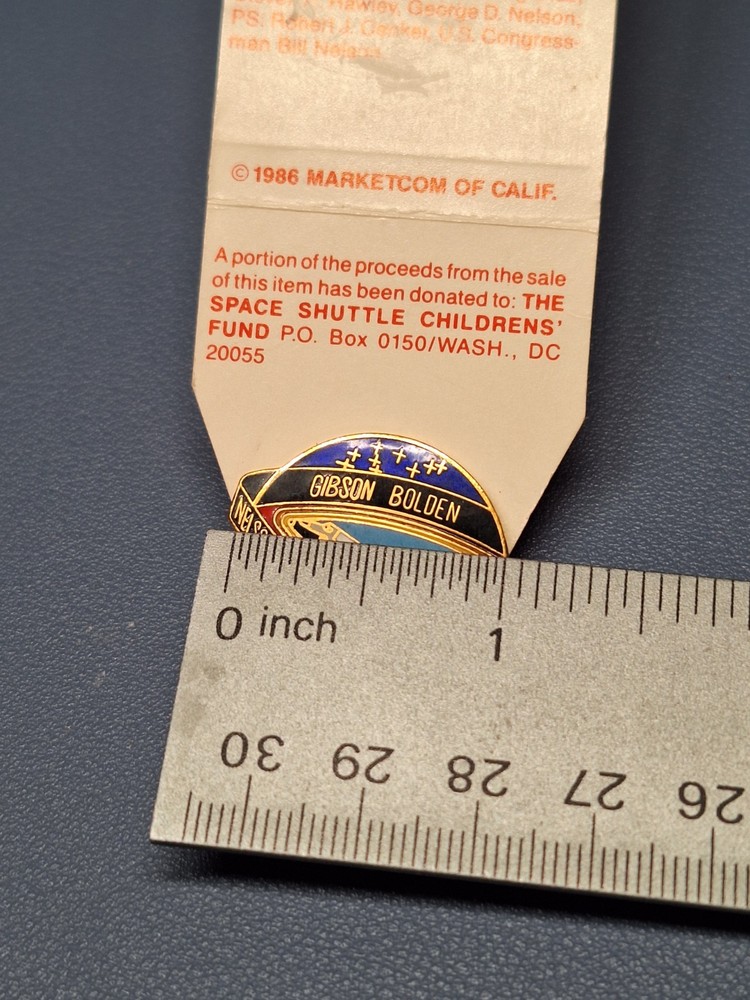 Hawley, George D. Nelson,
PS. Robert J. Cenker, U.S. Congress-
man Bill Nelson
© 1986 MARKETCOM OF CALIF.
A portion of the proceeds from the sale
of this item has been donated to: THE
SPACE SHUTTLE CHILDRENS'
FUND P.O. Box 0150/WASH., DC
20055
GIBSON BOLDEN
0 inch 1
30 29 28 27 26